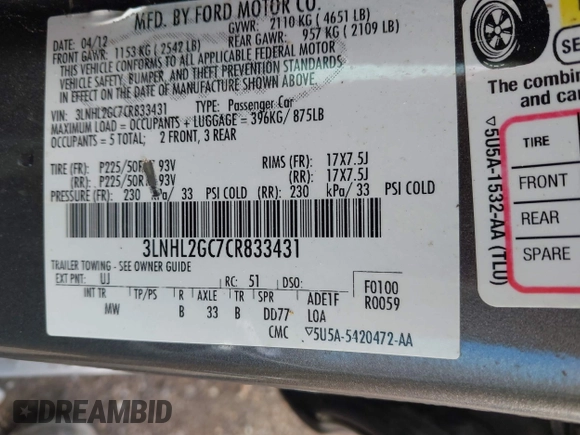 MFD. BY FORD MOTOR CO.
DATE: 04/12 GVWR: 2110 KG ( 4651 LB)
FRONT GAWR: 1153 KG ( 2542 LB) REAR GAWR: 957 KG ( 2109 LB)
THIS VEHICLE CONFORMS TO ALL APPLICABLE FEDERAL MOTOR
VEHICLE SAFETY, BUMPER, AND THEFT PREVENTION STANDARDS
IN EFFECT ON THE DATE OF MANUFACTURE SHOWN ABOVE.
VIN: 3LNHL2GC7CR833431 TYPE: Passenger Car
MAXIMUM LOAD = OCCUPANTS + LUGGAGE = 396KG/ 875LB
OCCUPANTS = 5 TOTAL; 2 FRONT, 3 REAR
TIRE (FR): P225/50R 93V RIMS (FR): 17X7.5J
(RR): P225/50R 93V (RR): 17X7.5J
PRESSURE (FR): 230 kPa/ 33 PSI COLD (RR): 230 kPa/ 33 PSI COLD
3LNHL2GC7CR833431
TRAILER TOWING - SEE OWNER GUIDE
EXT PNT: UJ RC: 51 DSO: F0100
R0059
INT TR TP/PS R AXLE TR SPR ADE1F
MW B 33 B DD77 LOA
CMC ▽5U5A-5420472-AA
The combin
and car
TIRE
FRONT
REAR
SPARE
▽5U5A-1532-AA (TLU)
AUTODREAMBID